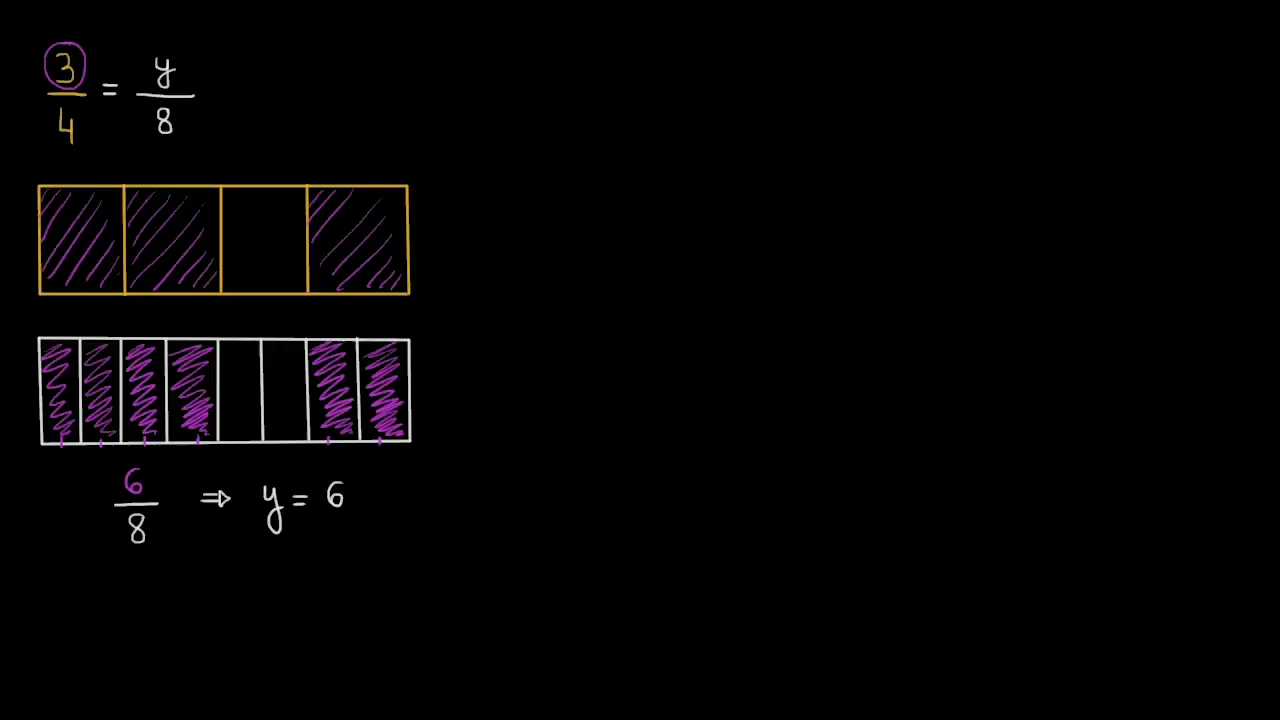 3/4 = y/8
6/8 ⇒ y = 6